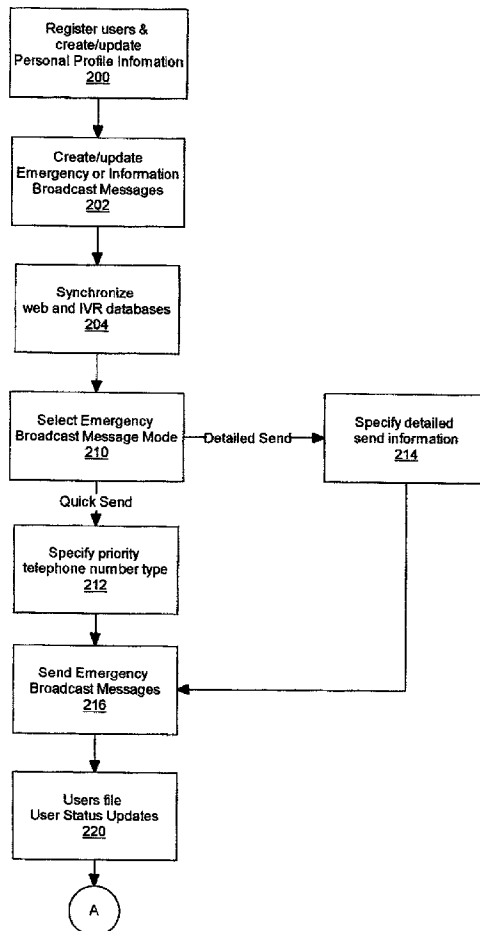 Register users &
create/update
Personal Profile Infomation
200
Create/update
Emergency or Information
Broadcast Messages
202
Synchronize
web and IVR databases
204
Select Emergency
Broadcast Message Mode
210
Detailed Send
Specify detailed
send information
214
Quick Send
Specify priority
telephone number type
212
Send Emergency
Broadcast Messages
216
Users file
User Status Updates
220
A